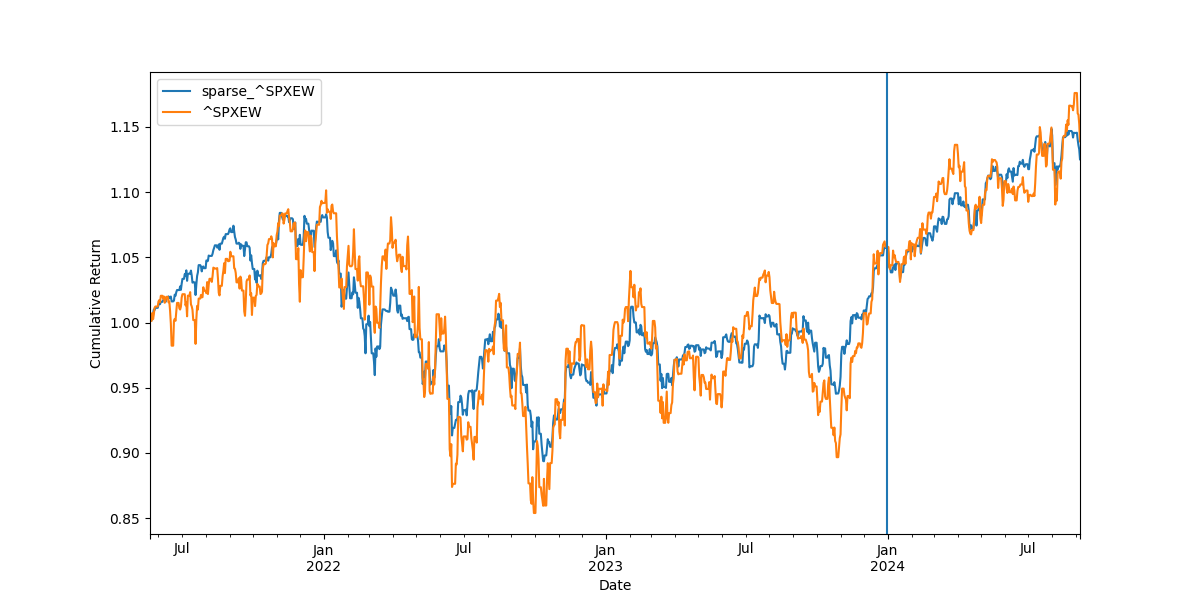 sparse_^SPXEW
^SPXEW
1.15
1.10
1.05
1.00
0.95
0.90
0.85
Cumulative Return
Jul
Jan
2022
Jul
Jan
2023
Jul
Jan
2024
Jul
Date